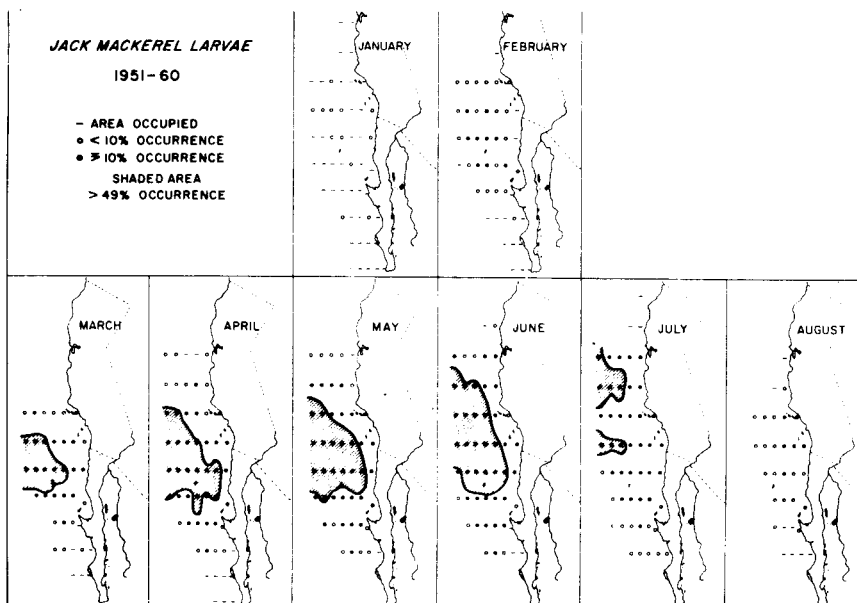 JACK MACKEREL LARVAE
1951-60
– AREA OCCUPIED
○ < 10% OCCURRENCE
● ≥ 10% OCCURRENCE
SHADED AREA
> 49% OCCURRENCE
JANUARY
FEBRUARY
MARCH
APRIL
MAY
JUNE
JULY
AUGUST